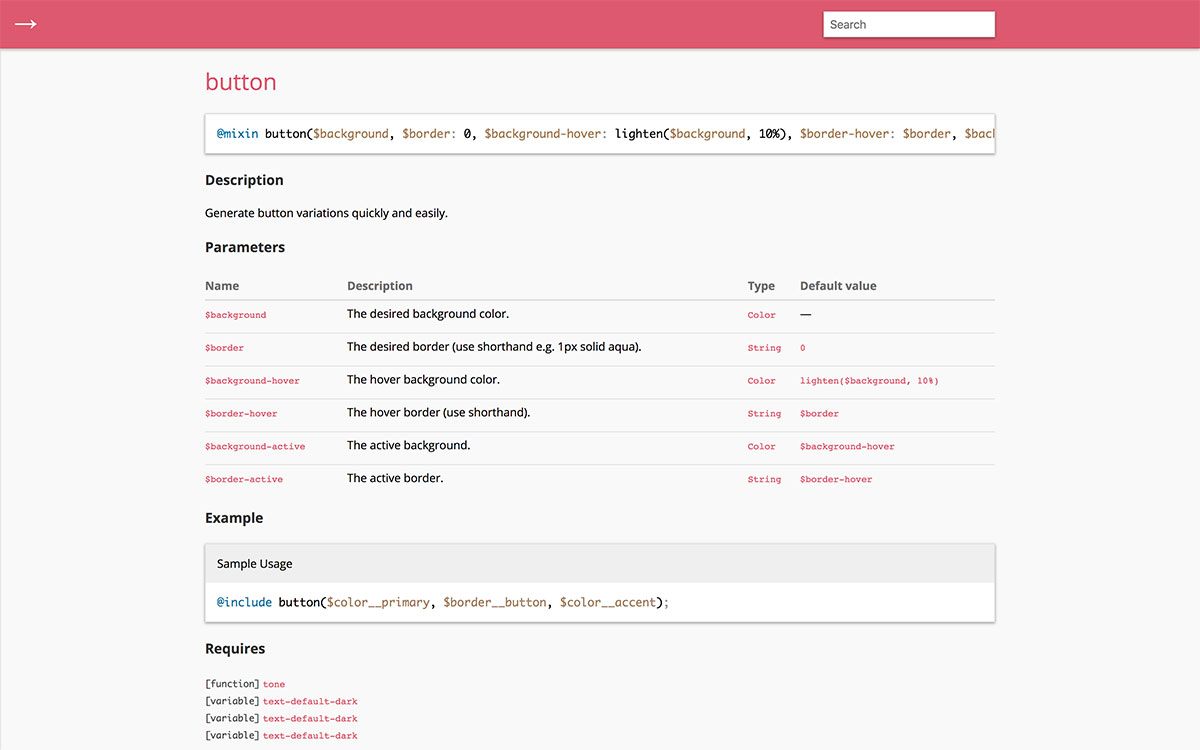 →
Search
button
@mixin button($background, $border: 0, $background-hover: lighten($background, 10%), $border-hover: $border, $bac
Description
Generate button variations quickly and easily.
Parameters
Name Description Type Default value
$background The desired background color. Color —
$border The desired border (use shorthand e.g. 1px solid aqua). String 0
$background-hover The hover background color. Color lighten($background, 10%)
$border-hover The hover border (use shorthand). String $border
$background-active The active background. Color $background-hover
$border-active The active border. String $border-hover
Example
Sample Usage
@include button($color__primary, $border__button, $color__accent);
Requires
[function] tone
[variable] text-default-dark
[variable] text-default-dark
[variable] text-default-dark